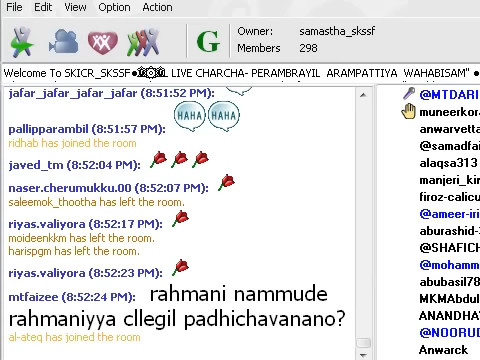 File Edit View Options Action
G
Owner: samastha_skssf
Members 298
Welcome To SKICR_SKSSF LIVE CHARCHA- PERAMBRAYIL ARAMPATTIYA WAHABISAM"
jafar_jafar_jafar_jafar (8:51:52 PM):
pallipparambil (8:51:57 PM): HAHA HAHA
ridhab has joined the room
javed_tm (8:52:04 PM):
naser.cherumukku.00 (8:52:07 PM):
saleemok_thootha has left the room.
riyas.valiyora (8:52:17 PM):
moideenkkm has left the room.
harispgm has left the room.
riyas.valiyora (8:52:23 PM):
mtfaizee (8:52:24 PM): rahmani nammude
rahmaniyya cllegil padhichavanano?
al-ateq has joined the room
@MTDARI
muneerkor
anwarvetta
@samadfai
alaqsa313
manjeri_kin
firoz-calicu
@ameer-iri
aburashid-
@SHAFICH
@mohamm
abubasil78
MKMAbdul
ANANDHA
@NOORUD
Anwarck